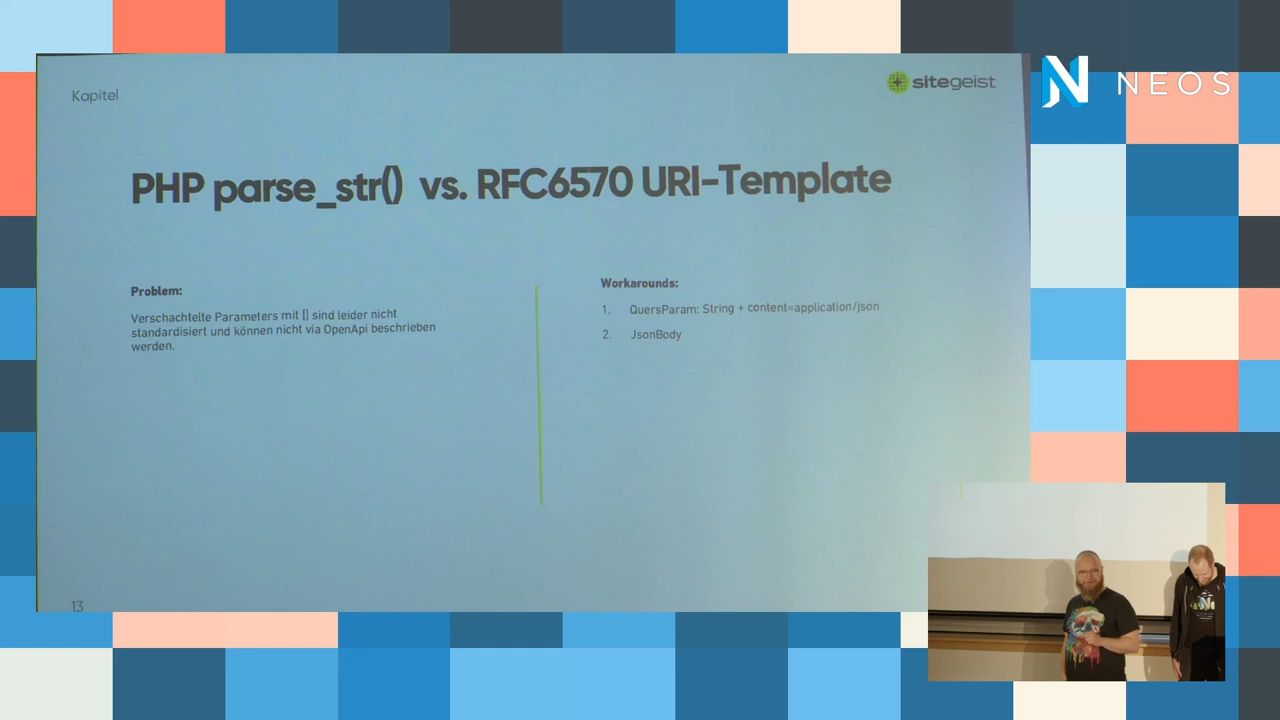 Kapitel
sitegeist
NEOS
PHP parse_str() vs. RFC6570 URI-Template
Problem:
Verschachtelte Parameters mit [] sind leider nicht
standardisiert und können nicht via OpenApi beschrieben
werden.
Workarounds:
1. QuersParam: String + content=application/json
2. JsonBody
13